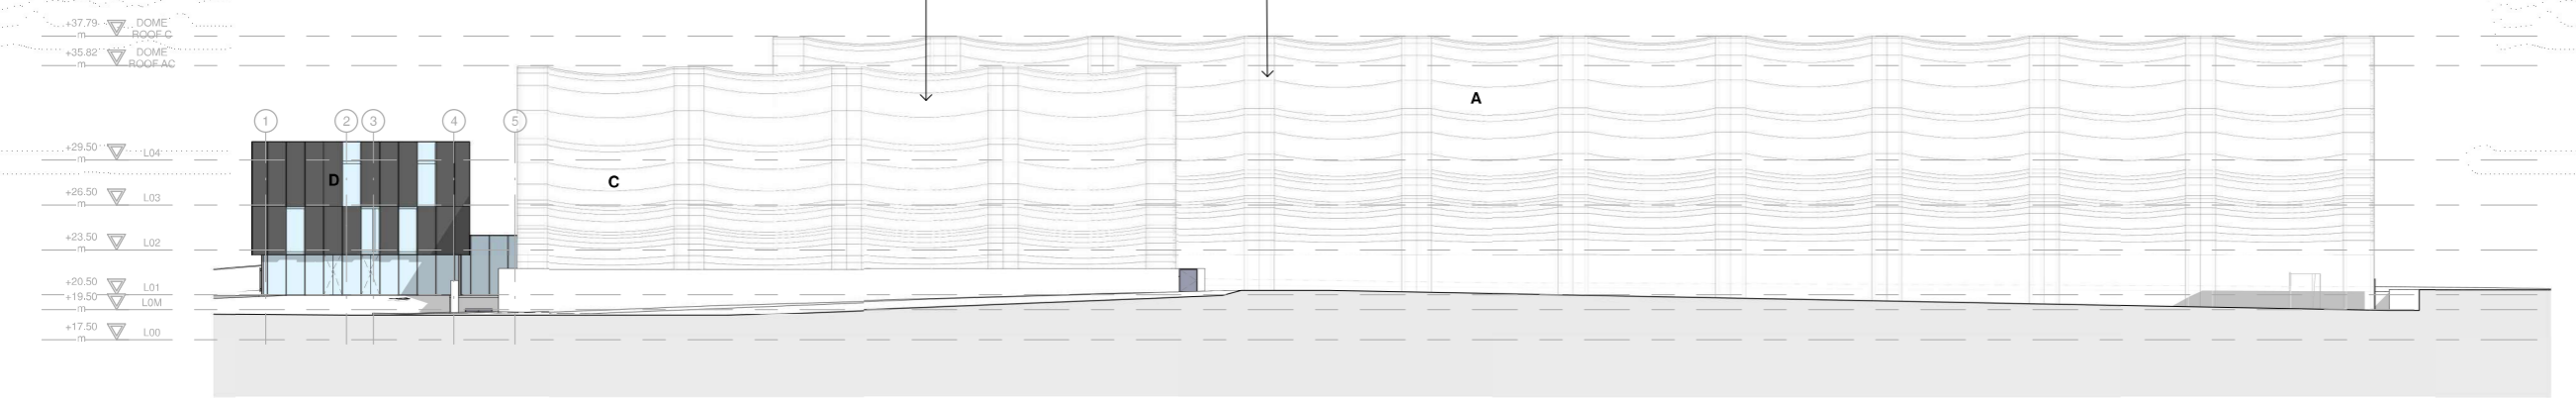 +37.79 DOME
m ROOF C
+35.82 DOME
m ROOF AC
A
1 2 3 4 5
+29.50 L04
m
D
C
+26.50 L03
m
+23.50 L02
m
+20.50 L01
m
+19.50 L0M
m
+17.50 L00
m